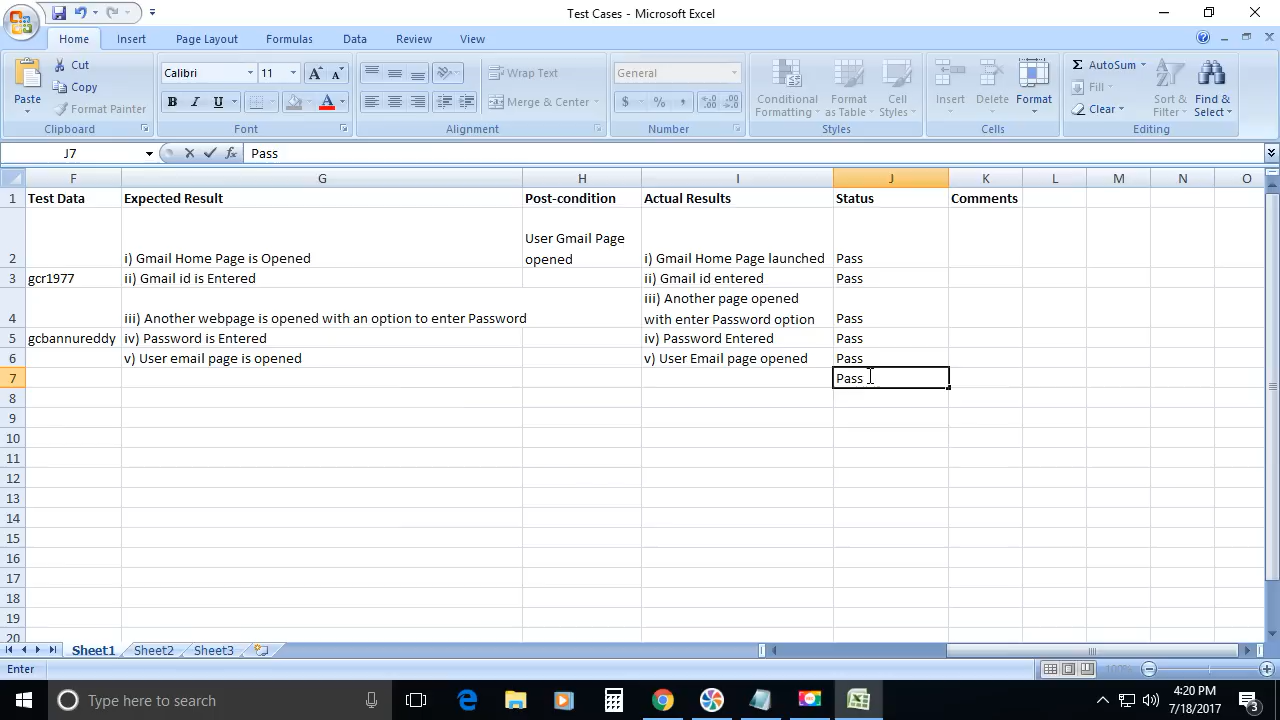 Test Cases - Microsoft Excel
Home Insert Page Layout Formulas Data Review View
Paste
Cut
Copy
Format Painter
Clipboard
Calibri 11
B I U A
Font
Wrap Text
Merge & Center
Alignment
General
$ % ,
Number
Conditional Formatting
Format as Table
Cell Styles
Styles
Insert Delete Format
Cells
Σ AutoSum
Fill
Clear
Sort & Filter
Find & Select
Editing
J7 fx Pass
F G H I J K L M N O
1 Test Data Expected Result Post-condition Actual Results Status Comments
User Gmail Page
2 i) Gmail Home Page is Opened opened i) Gmail Home Page launched Pass
3 gcr1977 ii) Gmail id is Entered ii) Gmail id entered Pass
iii) Another page opened
4 iii) Another webpage is opened with an option to enter Password with enter Password option Pass
5 gcbannureddy iv) Password is Entered iv) Password Entered Pass
6 v) User email page is opened v) User Email page opened Pass
7 Pass
8
9
10
11
12
13
14
15
16
17
18
19
20
Sheet1 Sheet2 Sheet3
Enter 100%
Type here to search
4:20 PM
7/18/2017
3